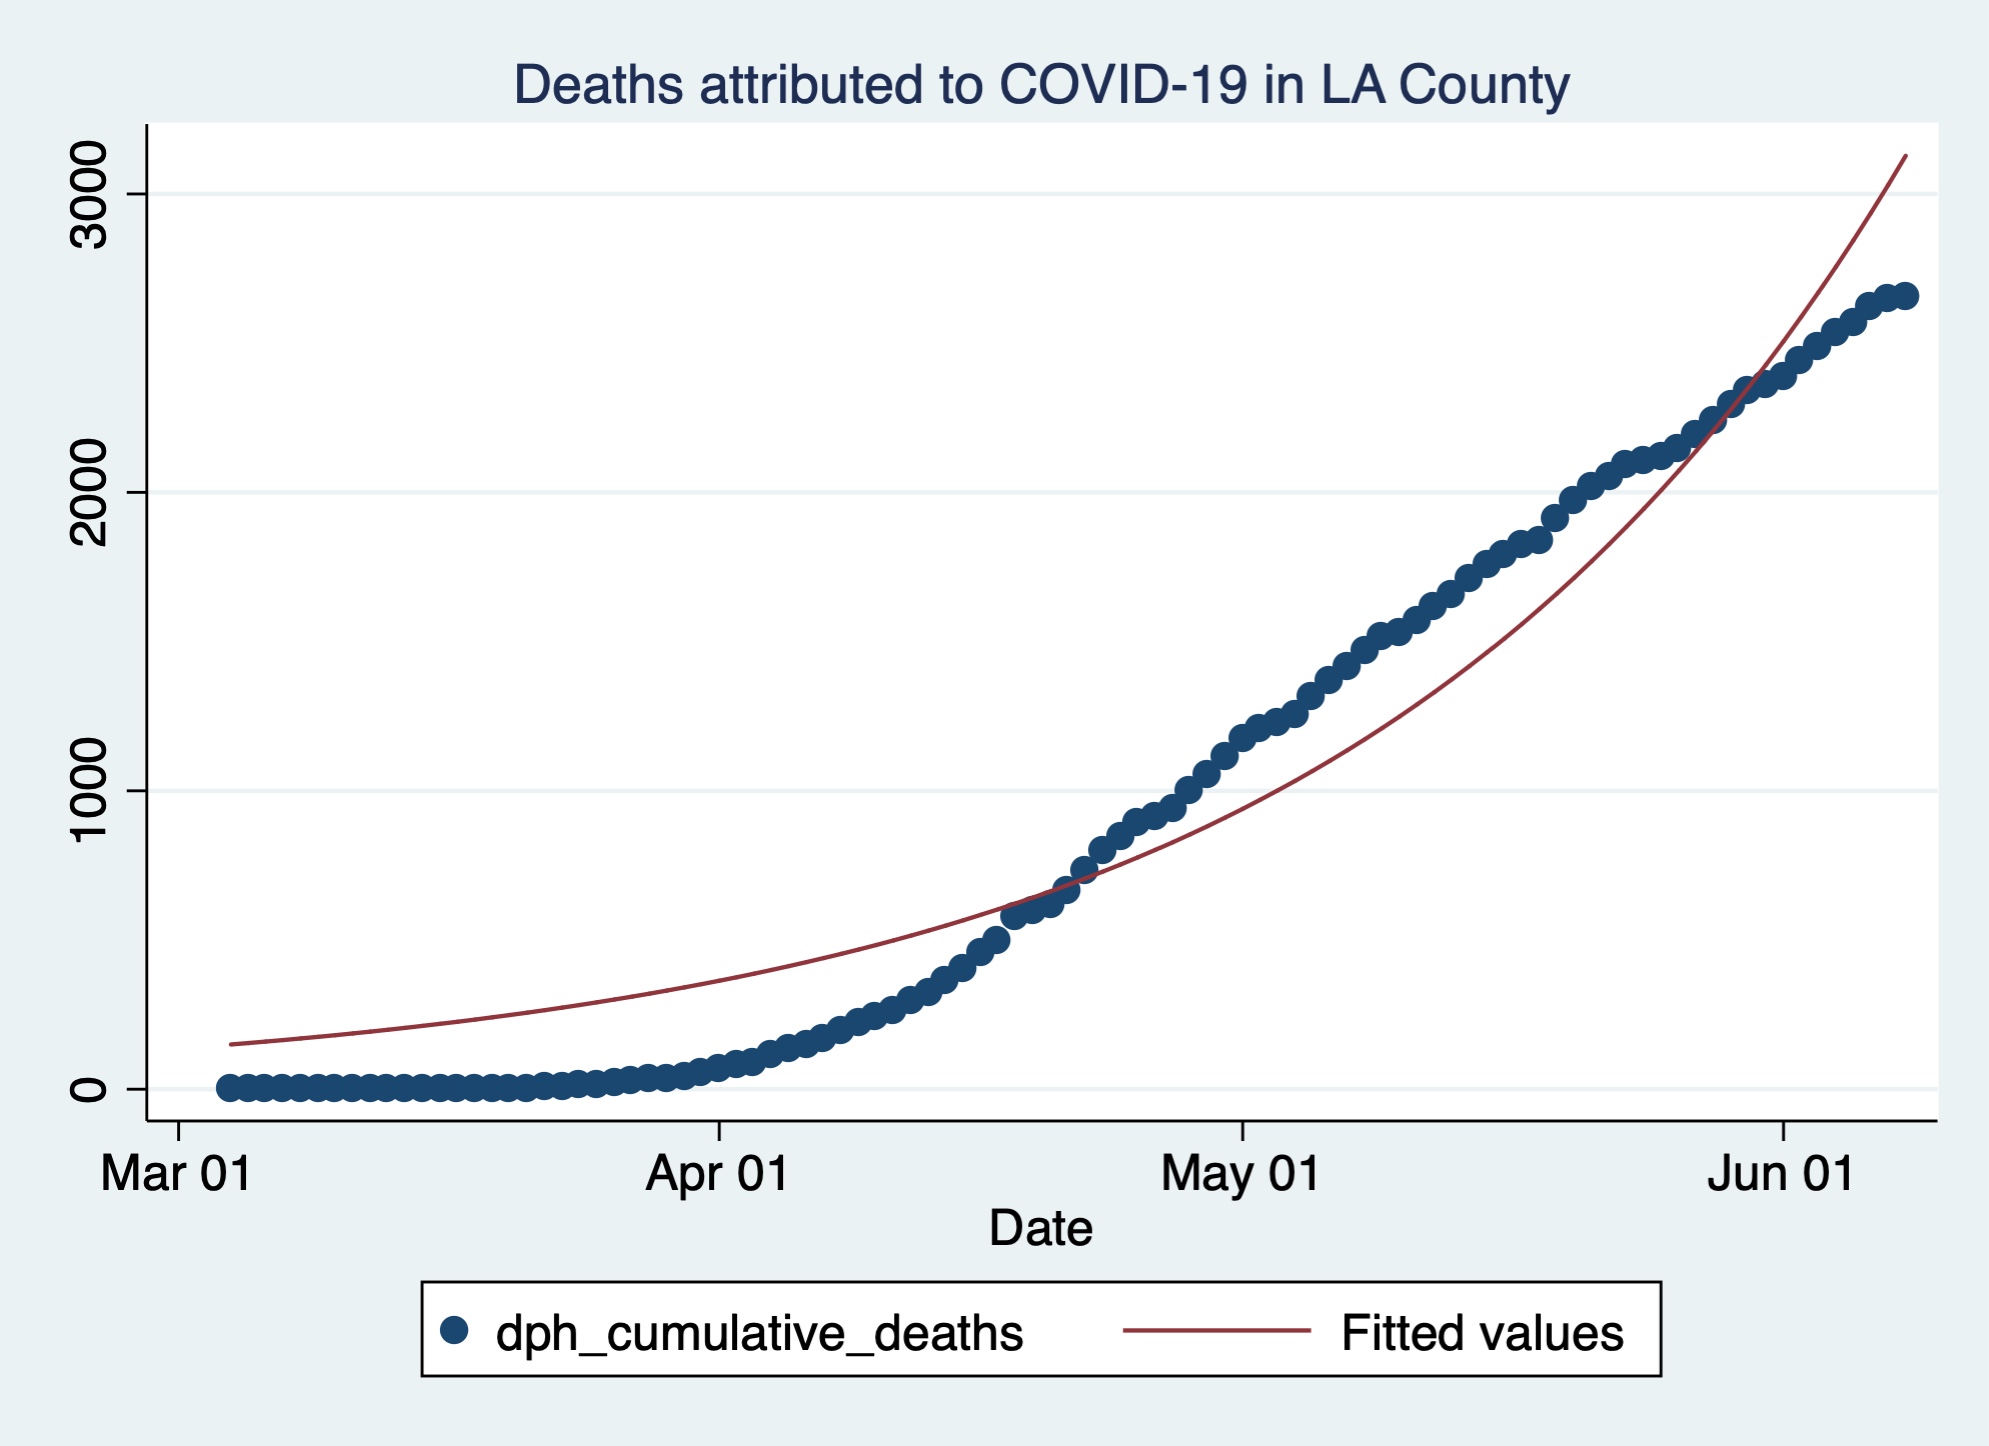 Deaths attributed to COVID-19 in LA County
3000
2000
1000
0
Mar 01
Apr 01
May 01
Jun 01
Date
dph_cumulative_deaths
Fitted values